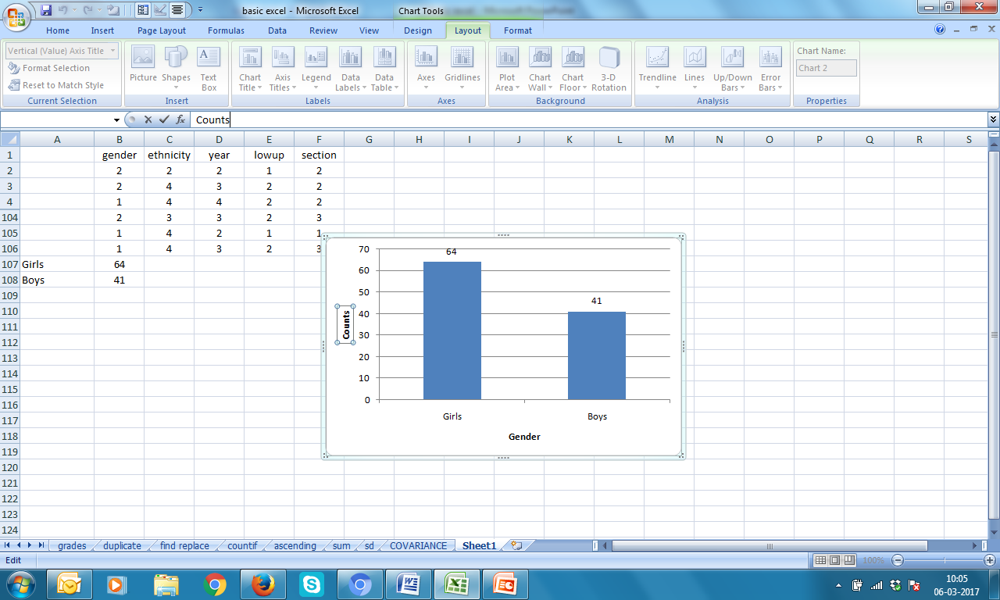 basic excel - Microsoft Excel Chart Tools
Home Insert Page Layout Formulas Data Review View Design Layout Format
Vertical (Value) Axis Title
Format Selection
Reset to Match Style
Current Selection
Picture Shapes Text Box
Insert
Chart Title Axis Titles Legend Data Labels Data Table
Labels
Axes Gridlines
Axes
Plot Area Chart Wall Chart Floor 3-D Rotation
Background
Trendline Lines Up/Down Bars Error Bars
Analysis
Chart Name:
Chart 2
Properties
fx Counts
A B C D E F G H I J K L M N O P Q R S
1 gender ethnicity year lowup section
2 2 2 2 1 2
3 2 4 3 2 2
4 1 4 4 2 2
104 2 3 3 2 3
105 1 4 2 1 1
106 1 4 3 2 3
107 Girls 64
108 Boys 41
109
110
111
112
113
114
115
116
117
118
119
120
121
122
123
124
70
60
50
40
30
20
10
0
Counts
64
41
Girls Boys
Gender
grades duplicate find replace countif ascending sum sd COVARIANCE Sheet1
Edit 100%
10:05
06-03-2017